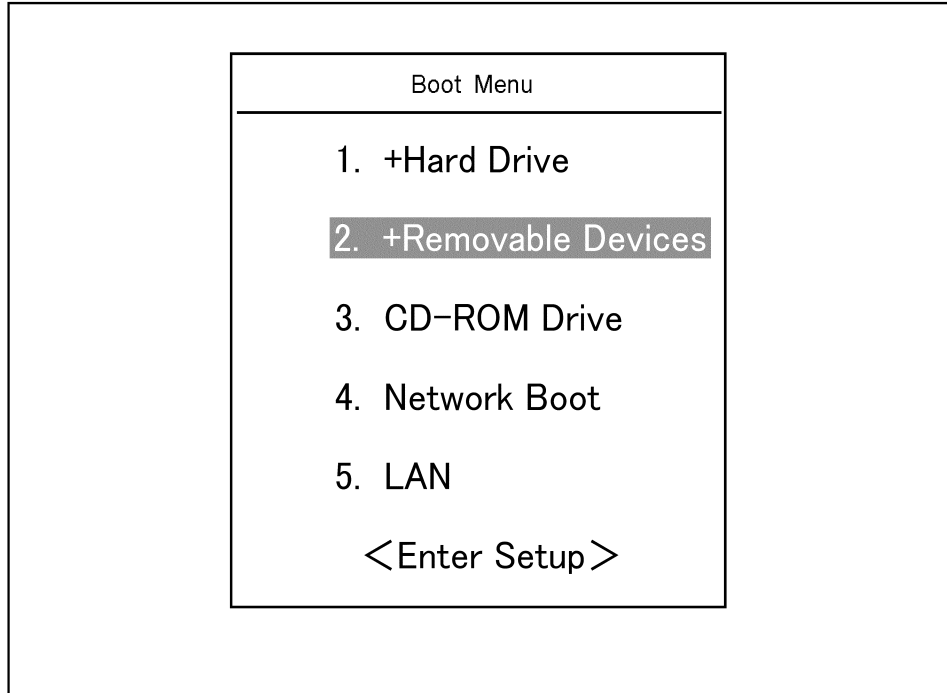 Boot Menu
1. +Hard Drive
2. +Removable Devices
3. CD-ROM Drive
4. Network Boot
5. LAN
<Enter Setup>